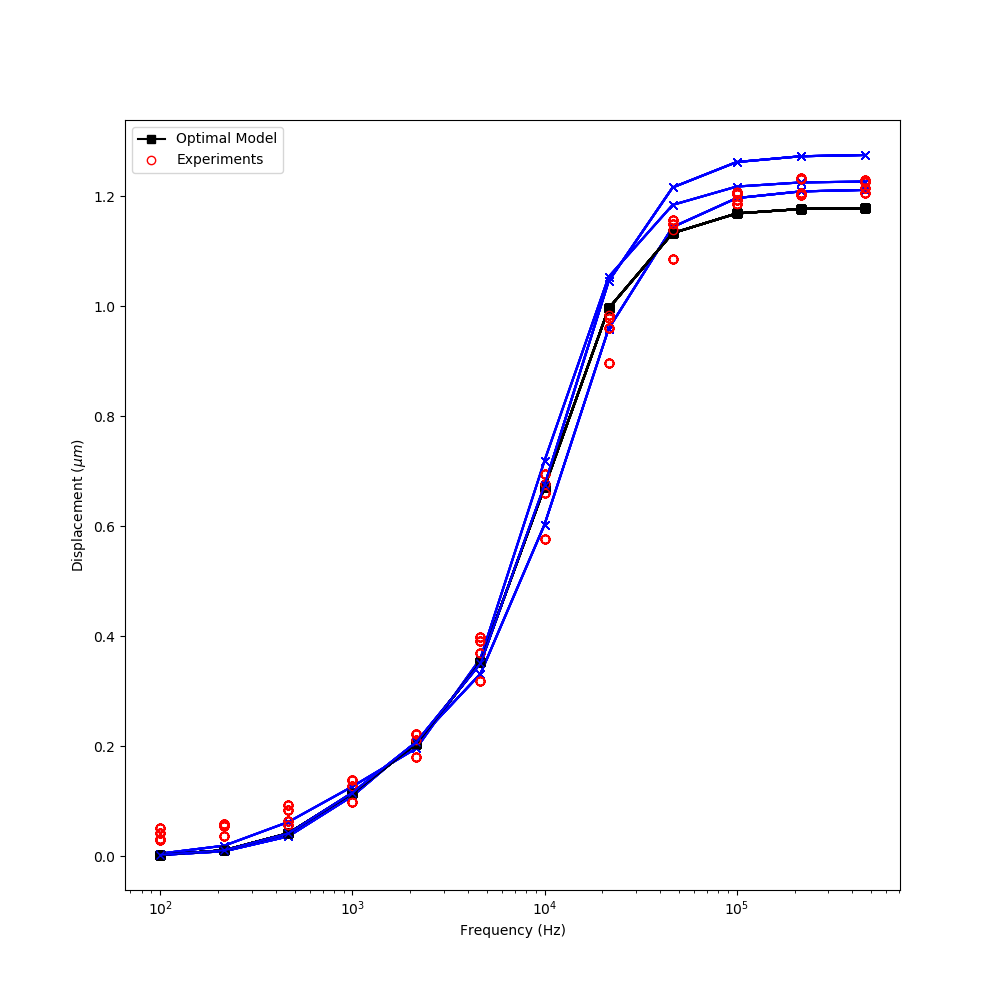 Optimal Model
Experiments
1.2
1.0
0.8
0.6
0.4
0.2
0.0
Displacement (μm)
10²
10³
10⁴
10⁵
Frequency (Hz)